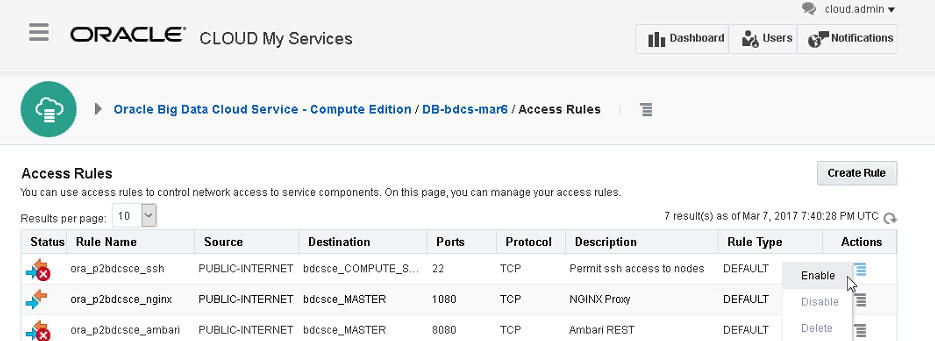 cloud.admin
ORACLE CLOUD My Services
Dashboard Users Notifications
Oracle Big Data Cloud Service - Compute Edition / DB-bdcs-mar6 / Access Rules
Access Rules
Create Rule
You can use access rules to control network access to service components. On this page, you can manage your access rules.
Results per page: 10
7 result(s) as of Mar 7, 2017 7:40:28 PM UTC
Status Rule Name Source Destination Ports Protocol Description Rule Type Actions
ora_p2bdcsce_ssh PUBLIC-INTERNET bdcsce_COMPUTE_S... 22 TCP Permit ssh access to nodes DEFAULT
Enable
ora_p2bdcsce_nginx PUBLIC-INTERNET bdcsce_MASTER 1080 TCP NGINX Proxy DEFAULT
Disable
ora_p2bdcsce_ambari PUBLIC-INTERNET bdcsce_MASTER 8080 TCP Ambari REST DEFAULT
Delete